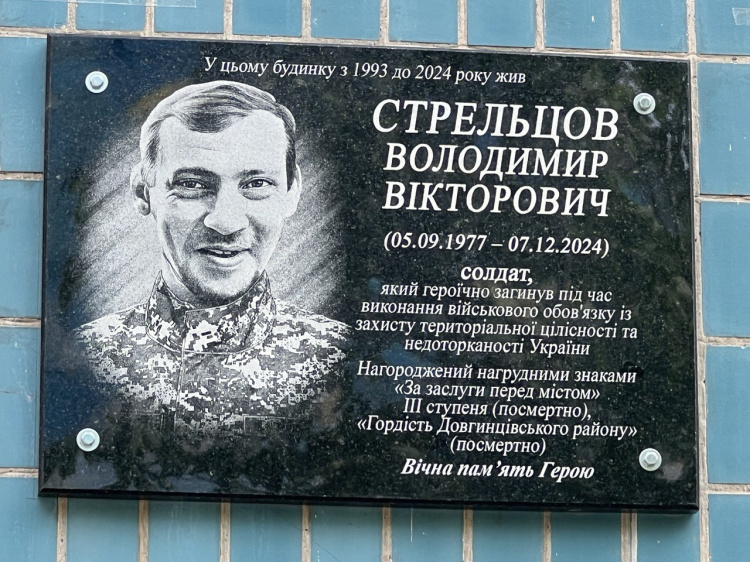 У цьому будинку з 1993 до 2024 року жив
СТРЕЛЬЦОВ
ВОЛОДИМИР
ВІКТОРОВИЧ
(05.09.1977 – 07.12.2024)
солдат,
який героїчно загинув під час
виконання військового обов'язку із
захисту територіальної цілісності та
недоторканості України
Нагороджений нагрудними знаками
«За заслуги перед містом»
III ступеня (посмертно),
«Гордість Довгинцівського району»
(посмертно)
Вічна пам’ять Герою